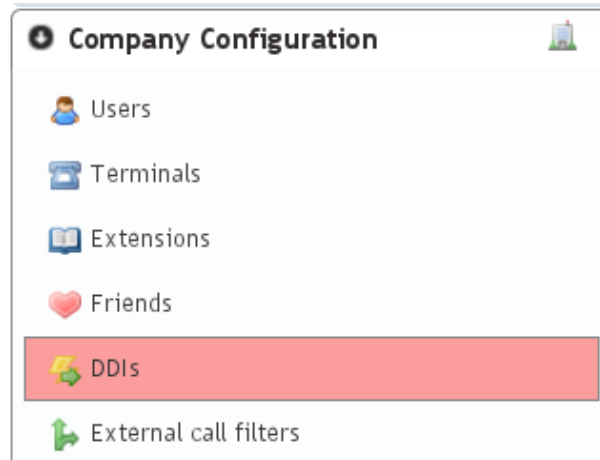 Company Configuration
Users
Terminals
Extensions
Friends
DDIs
External call filters